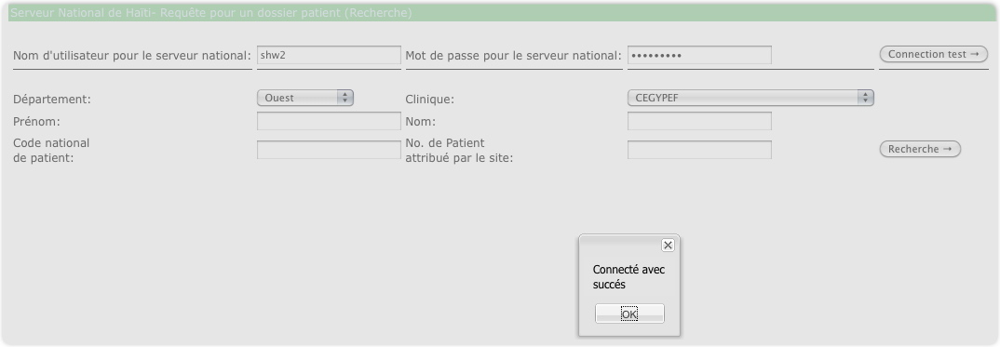 Serveur National de Haïti- Requête pour un dossier patient (Recherche)
Nom d'utilisateur pour le serveur national: shw2 Mot de passe pour le serveur national: ••••••••• Connection test →
Département: Ouest Clinique: CEGYPEF
Prénom: Nom:
Code national
de patient:
No. de Patient
attribué par le site:
Recherche →
Connecté avec
succés
OK